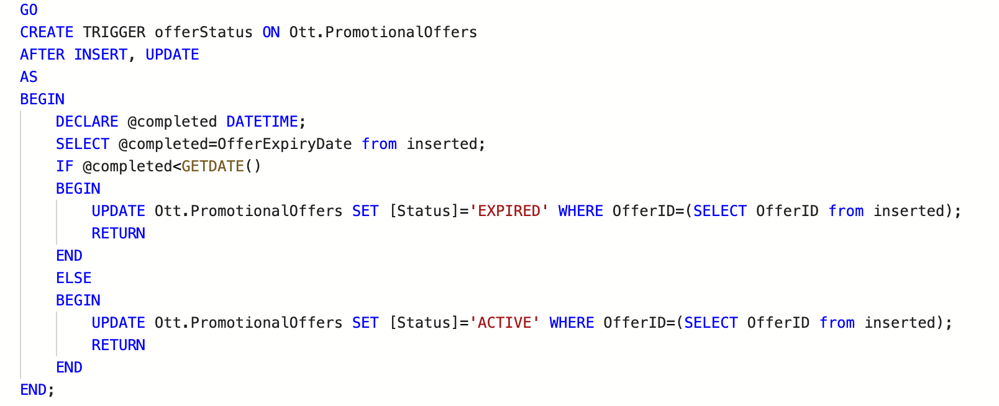 GO
CREATE TRIGGER offerStatus ON Ott.PromotionalOffers
AFTER INSERT, UPDATE
AS
BEGIN
DECLARE @completed DATETIME;
SELECT @completed=OfferExpiryDate from inserted;
IF @completed<GETDATE()
BEGIN
UPDATE Ott.PromotionalOffers SET [Status]='EXPIRED' WHERE OfferID=(SELECT OfferID from inserted);
RETURN
END
ELSE
BEGIN
UPDATE Ott.PromotionalOffers SET [Status]='ACTIVE' WHERE OfferID=(SELECT OfferID from inserted);
RETURN
END
END;